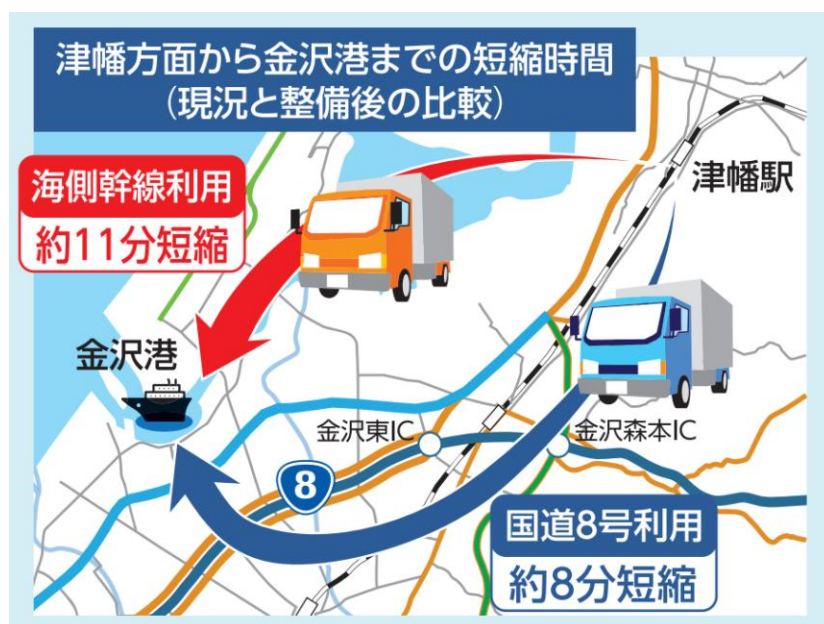 津幡方面から金沢港までの短縮時間
(現況と整備後の比較)
海側幹線利用
約11分短縮
津幡駅
金沢港
金沢東IC
金沢森本IC
8
国道8号利用
約8分短縮